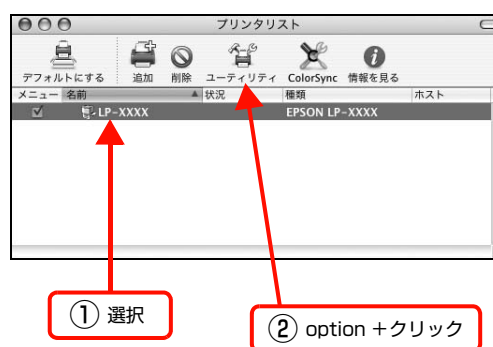 プリンタリスト
デフォルトにする 追加 削除 ユーティリティ ColorSync 情報を見る
メニュー 名前 状況 種類 ホスト
LP-XXXX EPSON LP-XXXX
① 選択
② option +クリック